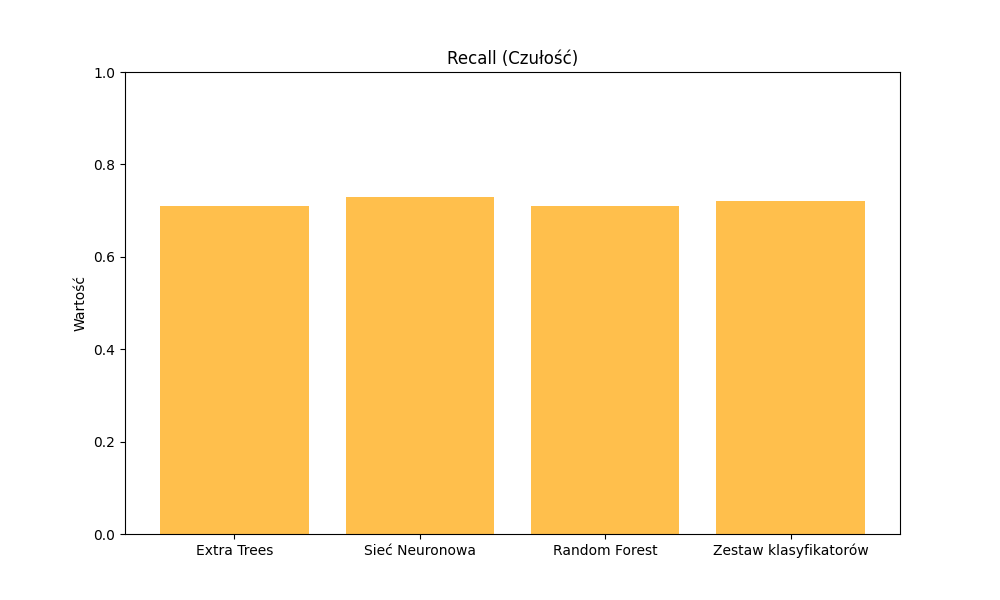 Recall (Czułość)
1.0
0.8
0.6
0.4
0.2
0.0
Wartość
Extra Trees
Sieć Neuronowa
Random Forest
Zestaw klasyfikatorów